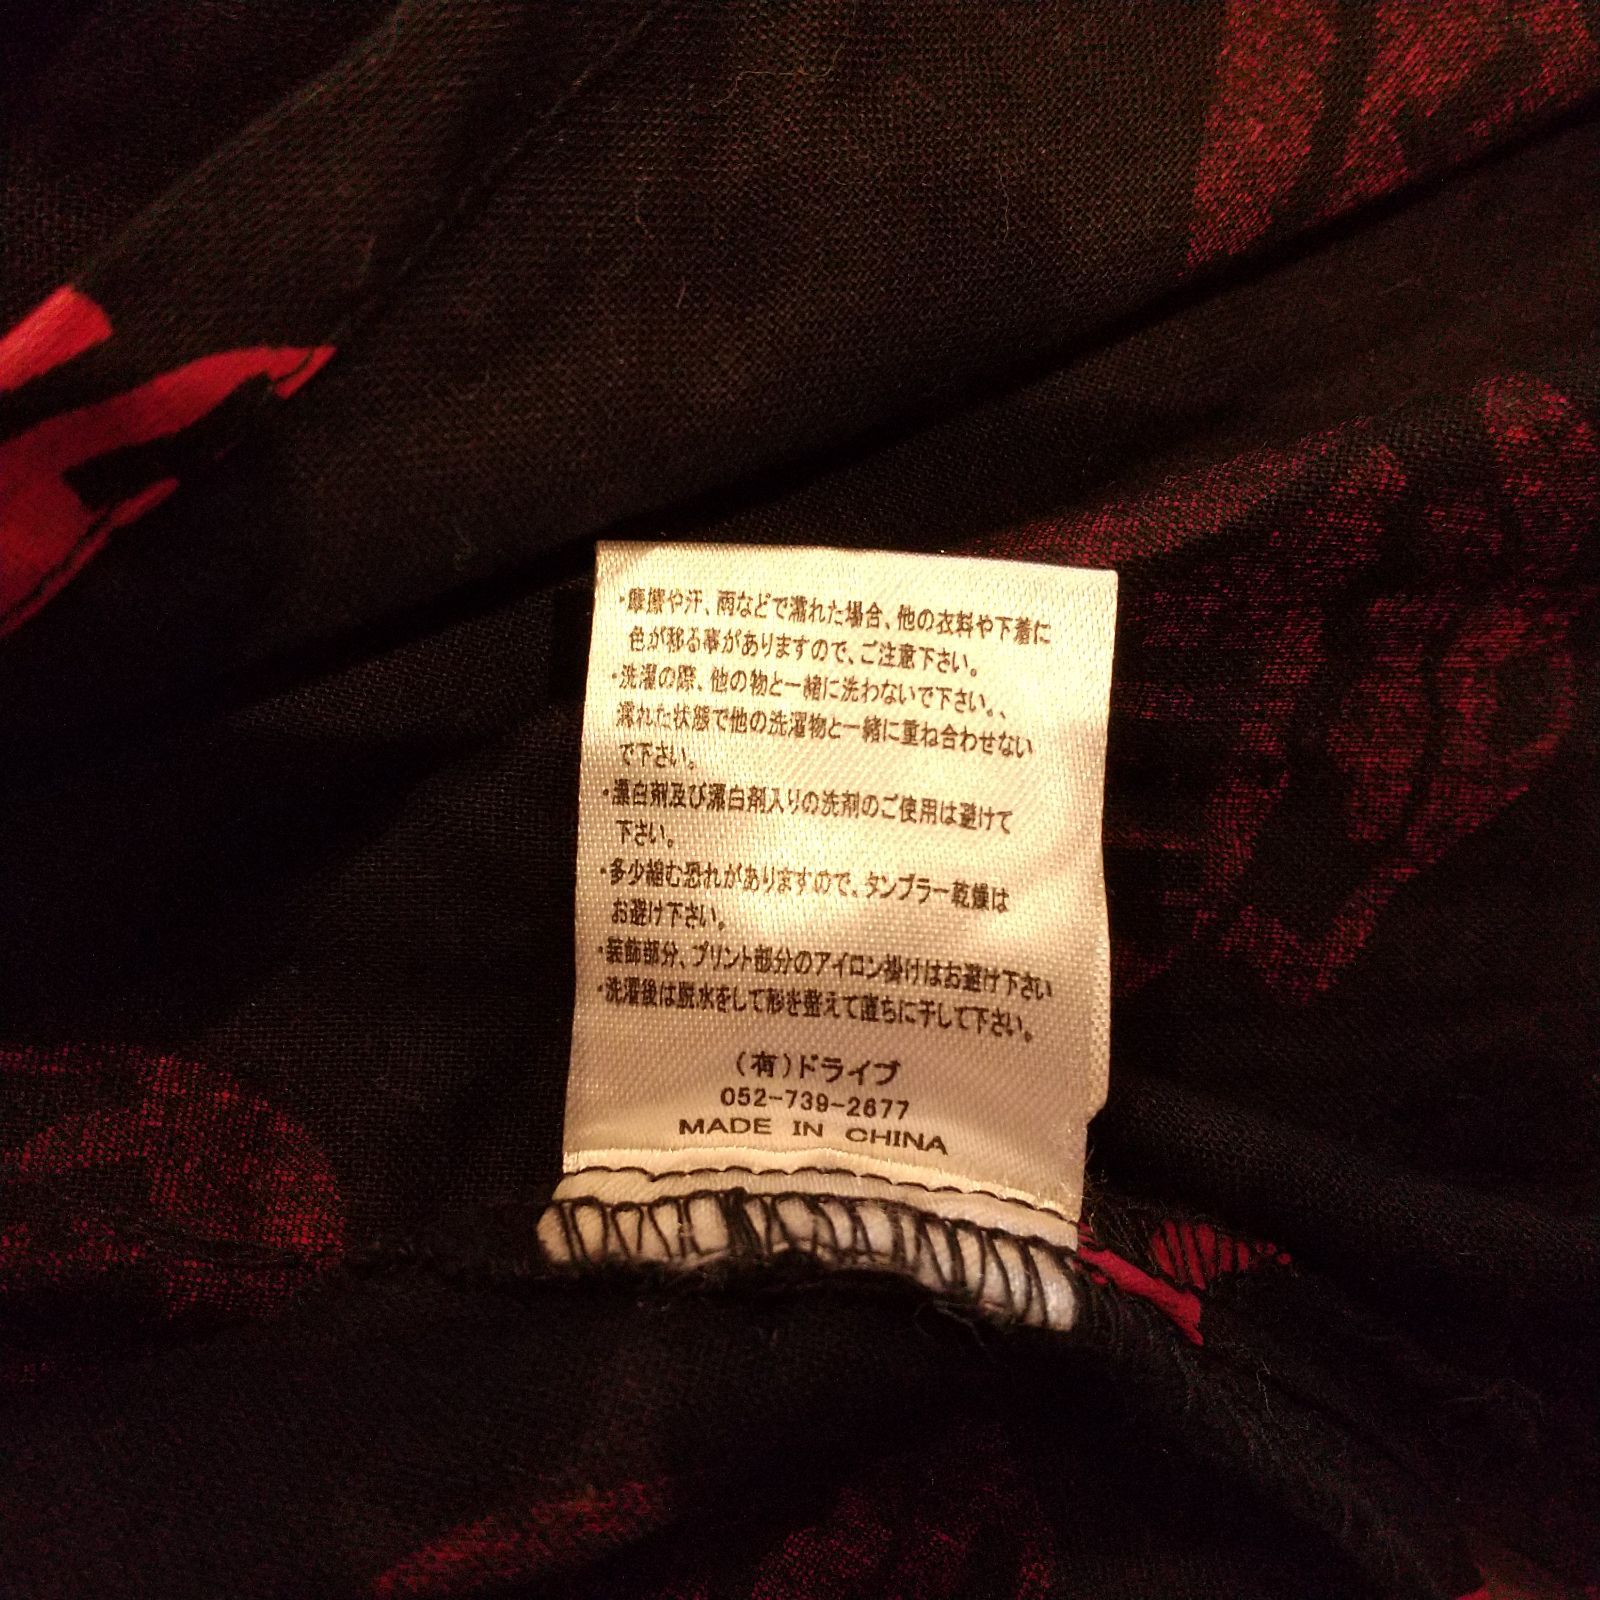 ・摩擦や汗、雨などで濡れた場合、他の衣料や下着に
色が移る事がありますので、ご注意下さい。
・洗濯の際、他の物と一緒に洗わないで下さい。、
濡れた状態で他の洗濯物と一緒に重ね合わせない
で下さい。
・漂白剤及び漂白剤入りの洗剤のご使用は避けて
下さい。
・多少縮む恐れがありますので、タンブラー乾燥は
お避け下さい。
・装飾部分、プリント部分のアイロン掛けはお避け下さい
・洗濯後は脱水をして形を整えて直ちに干して下さい。
(有)ドライブ
052-739-2677
MADE IN CHINA